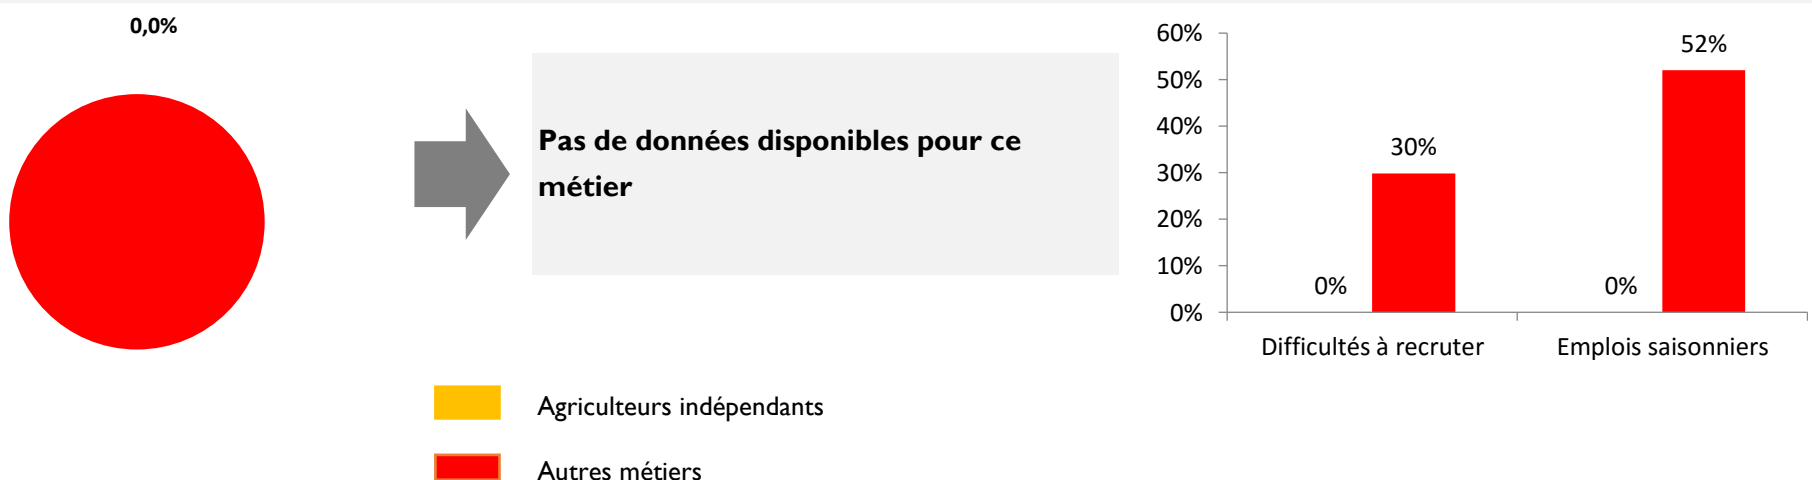 0,0%
Pas de données disponibles pour ce
métier
60%
50%
40%
30%
20%
10%
0%
0%
30%
0%
52%
Difficultés à recruter
Emplois saisonniers
Agriculteurs indépendants
Autres métiers